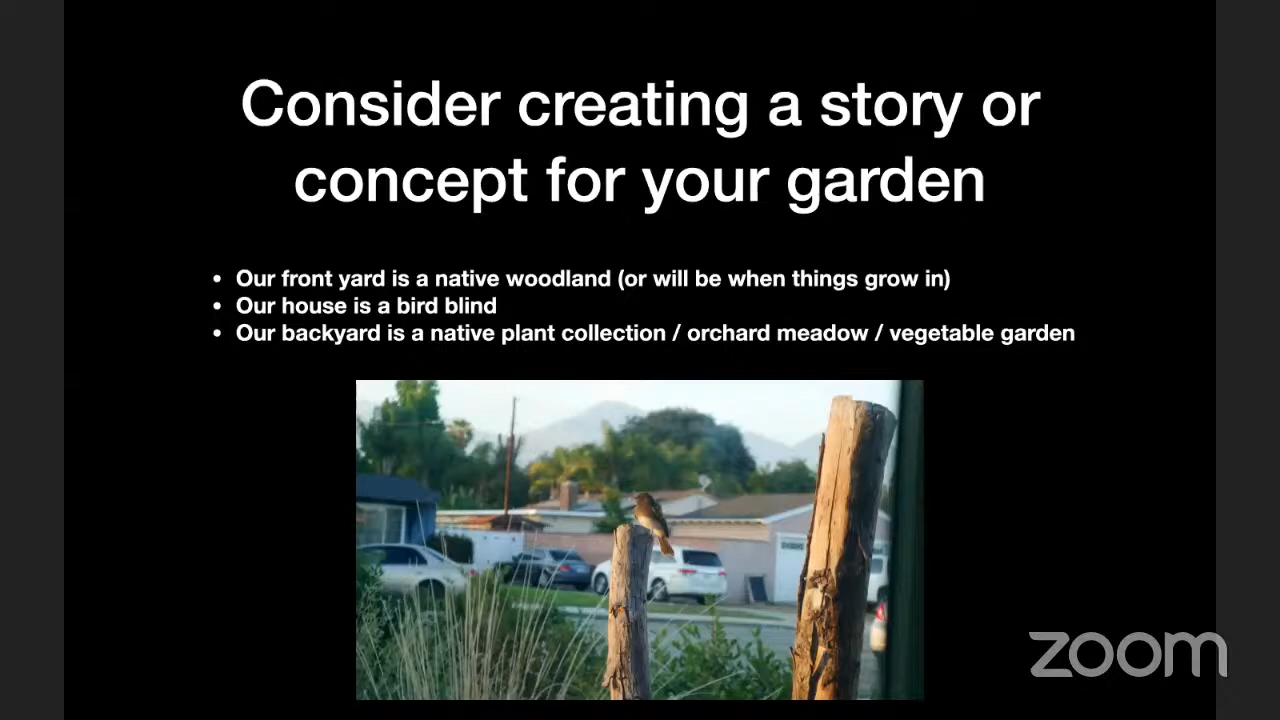 Consider creating a story or
concept for your garden
• Our front yard is a native woodland (or will be when things grow in)
• Our house is a bird blind
• Our backyard is a native plant collection / orchard meadow / vegetable garden
zoom